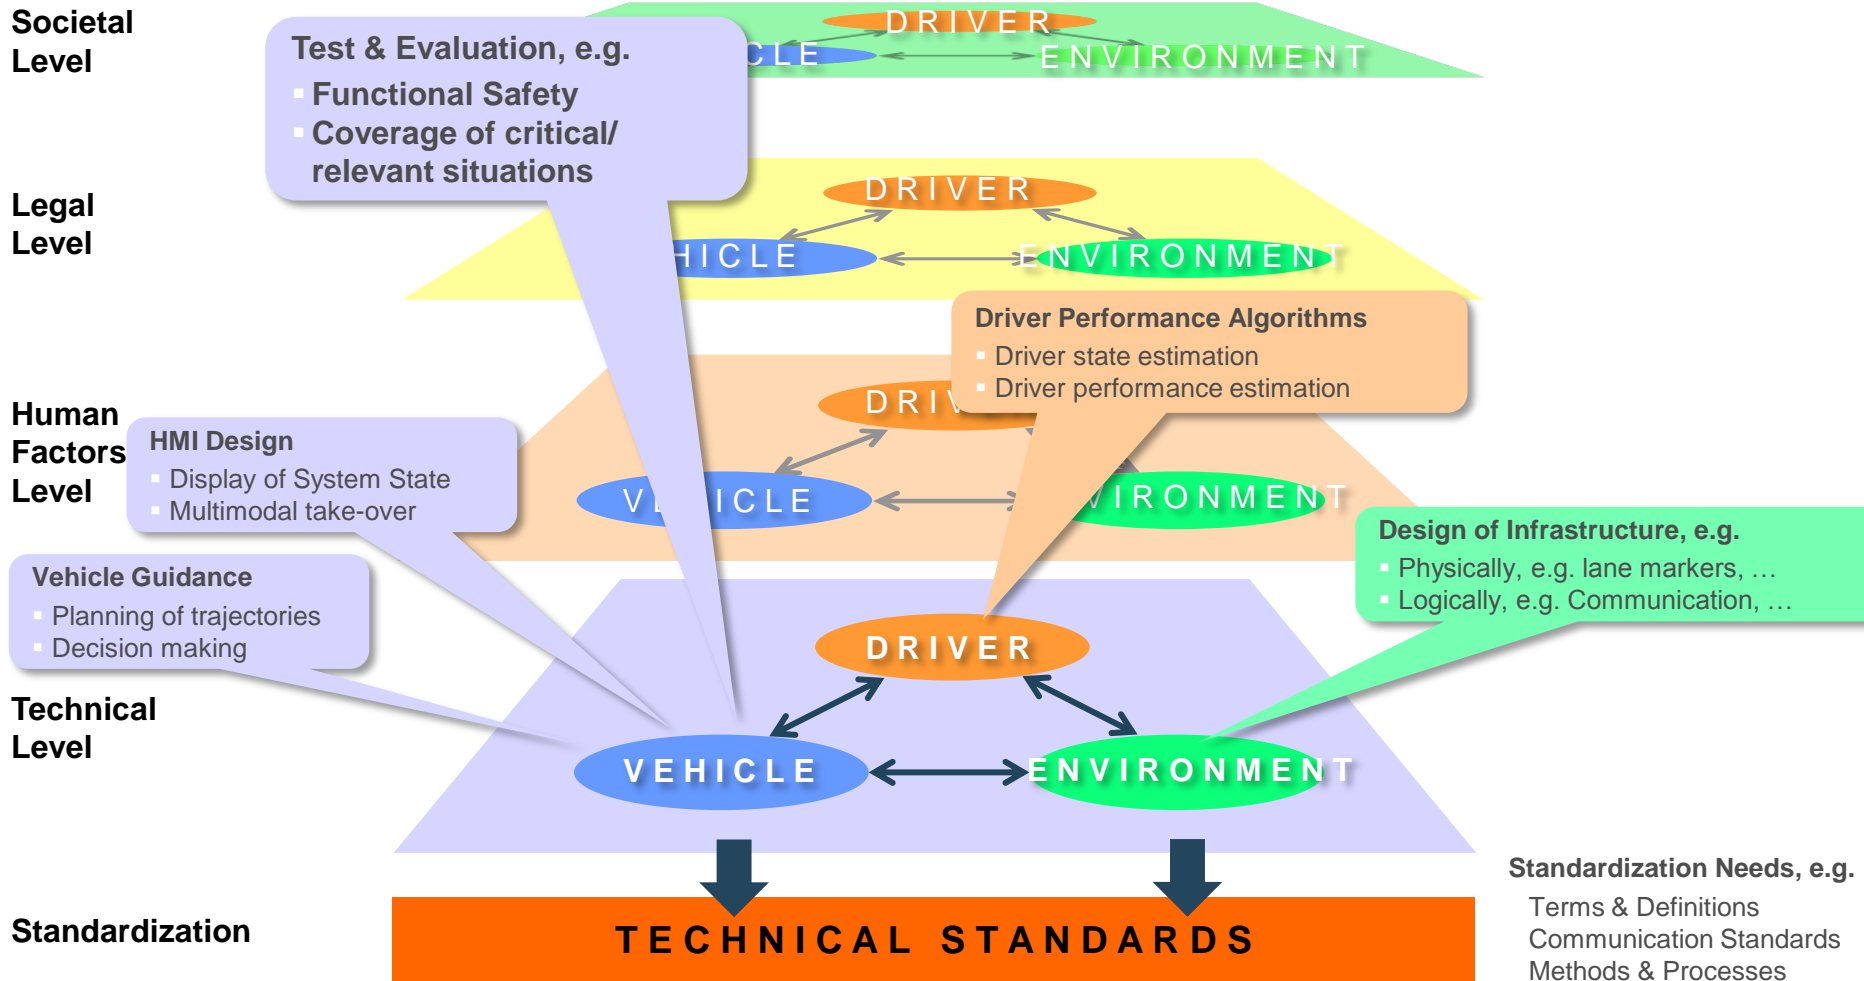 Societal
Level
DRIVER
CLE
ENVIRONMENT
Test & Evaluation, e.g.
Functional Safety
Coverage of critical/
relevant situations
Legal
Level
DRIVER
HICLE
ENVIRONMENT
Driver Performance Algorithms
Driver state estimation
Driver performance estimation
Human
Factors
Level
DRIV
VEHICLE
VIRONMENT
HMI Design
Display of System State
Multimodal take-over
Design of Infrastructure, e.g.
Physically, e.g. lane markers, …
Logically, e.g. Communication, …
Vehicle Guidance
Planning of trajectories
Decision making
Technical
Level
DRIVER
VEHICLE
ENVIRONMENT
Standardization
TECHNICAL STANDARDS
Standardization Needs, e.g.
Terms & Definitions
Communication Standards
Methods & Processes